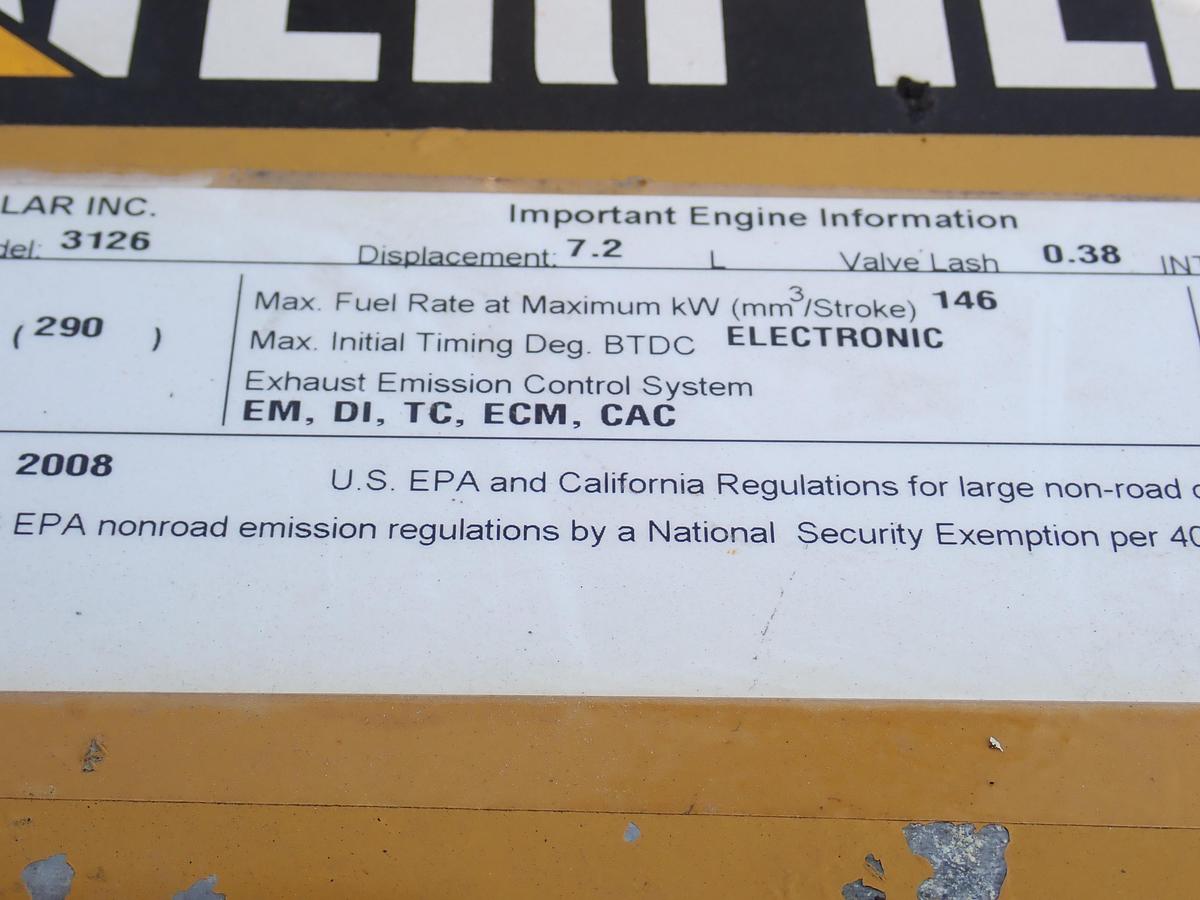 LAR INC. Important Engine Information
del: 3126 Displacement: 7.2 L Valve Lash 0.38 INT
Max. Fuel Rate at Maximum kW (mm³/Stroke) 146
( 290 )
Max. Initial Timing Deg. BTDC ELECTRONIC
Exhaust Emission Control System
EM, DI, TC, ECM, CAC
2008 U.S. EPA and California Regulations for large non-road
EPA nonroad emission regulations by a National Security Exemption per 40